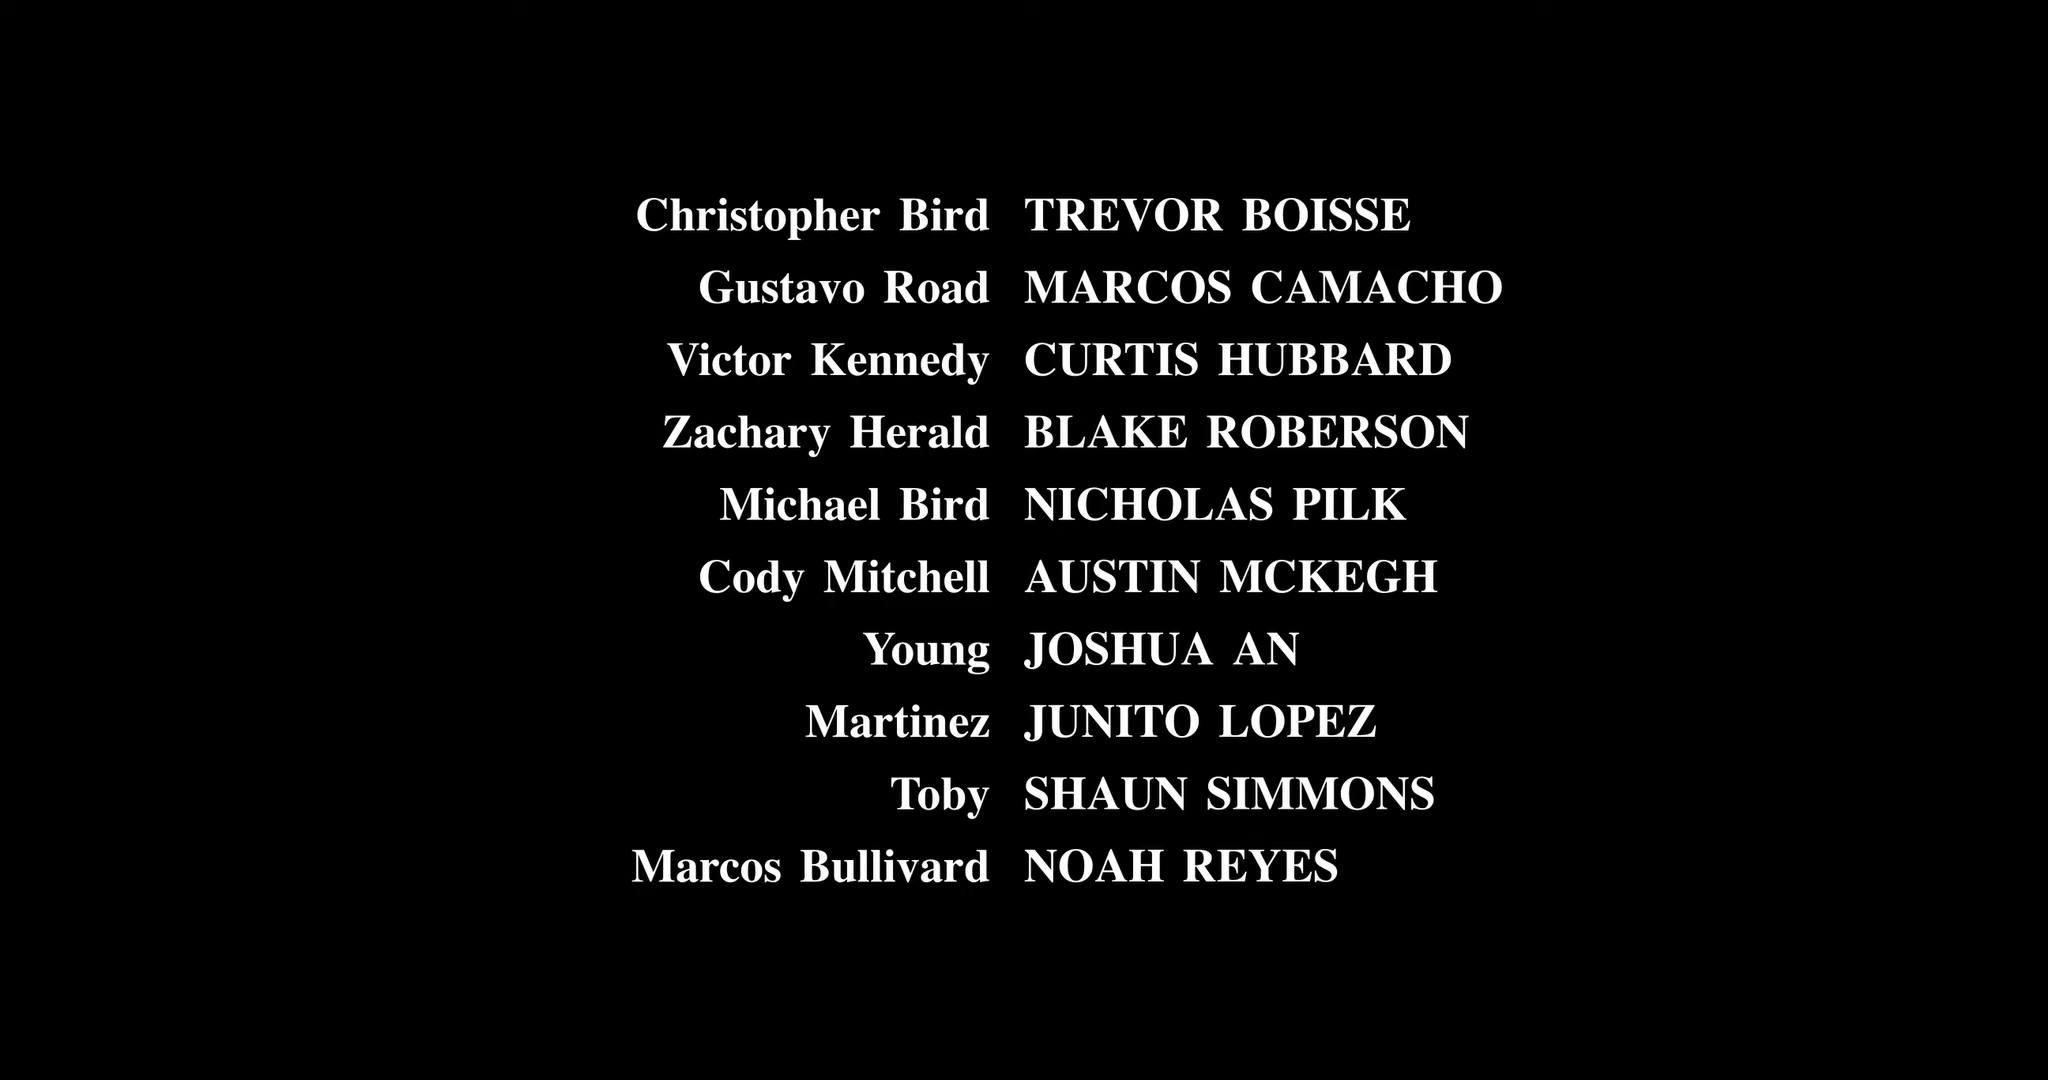 Christopher Bird TREVOR BOISSE
Gustavo Road MARCOS CAMACHO
Victor Kennedy CURTIS HUBBARD
Zachary Herald BLAKE ROBERSON
Michael Bird NICHOLAS PILK
Cody Mitchell AUSTIN MCKEGH
Young JOSHUA AN
Martinez JUNITO LOPEZ
Toby SHAUN SIMMONS
Marcos Bullivard NOAH REYES